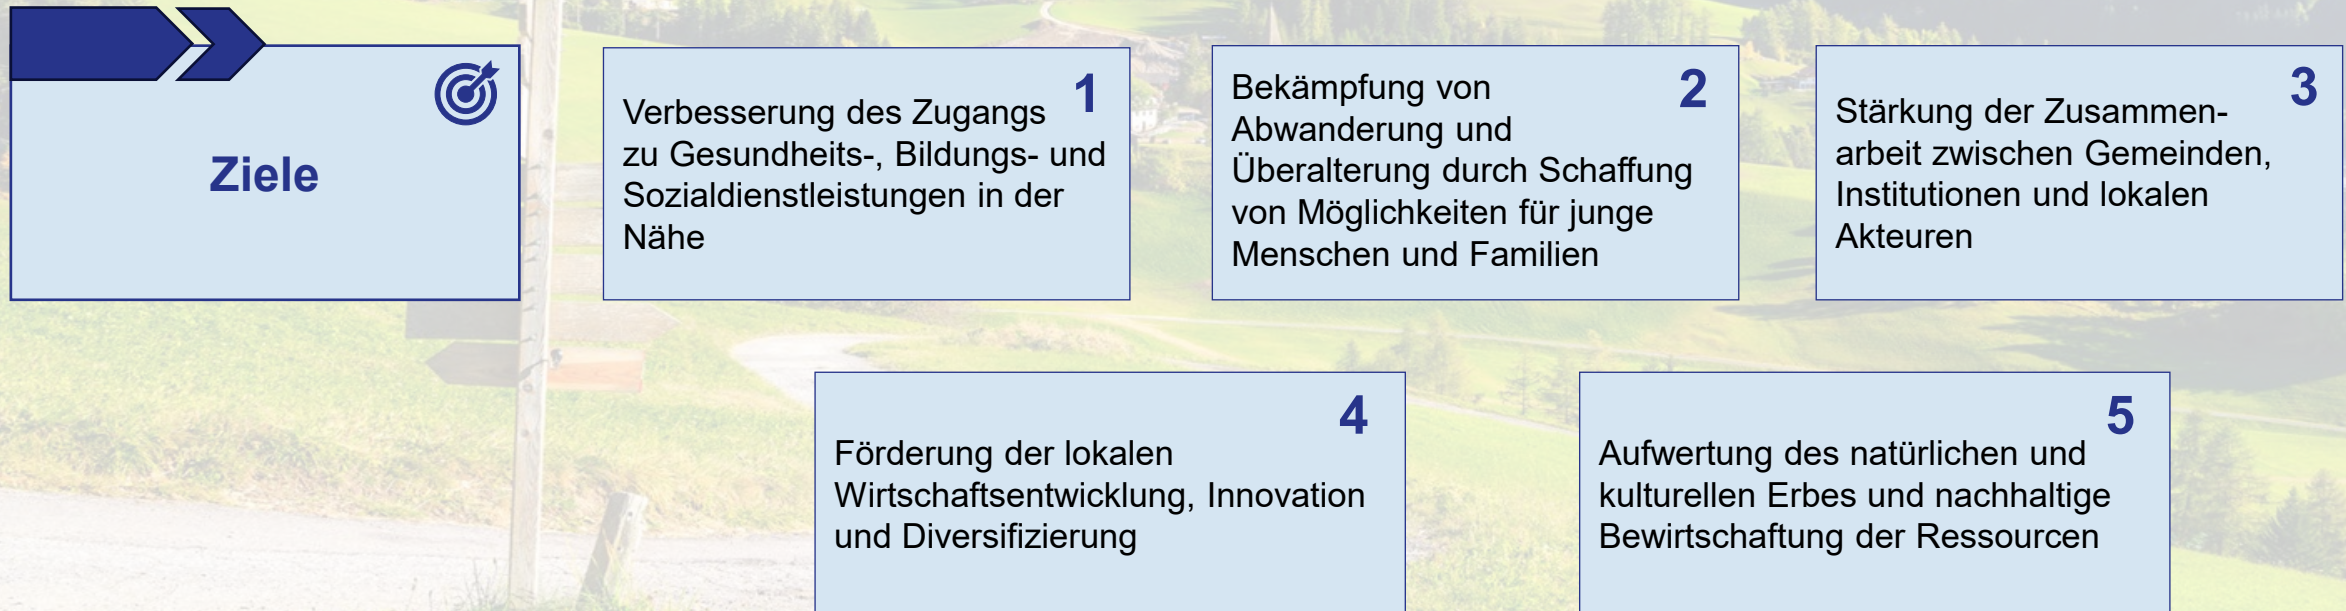 Ziele
1
Verbesserung des Zugangs
zu Gesundheits-, Bildungs- und
Sozialdienstleistungen in der
Nähe
2
Bekämpfung von
Abwanderung und
Überalterung durch Schaffung
von Möglichkeiten für junge
Menschen und Familien
3
Stärkung der Zusammen-
arbeit zwischen Gemeinden,
Institutionen und lokalen
Akteuren
4
Förderung der lokalen
Wirtschaftsentwicklung, Innovation
und Diversifizierung
5
Aufwertung des natürlichen und
kulturellen Erbes und nachhaltige
Bewirtschaftung der Ressourcen